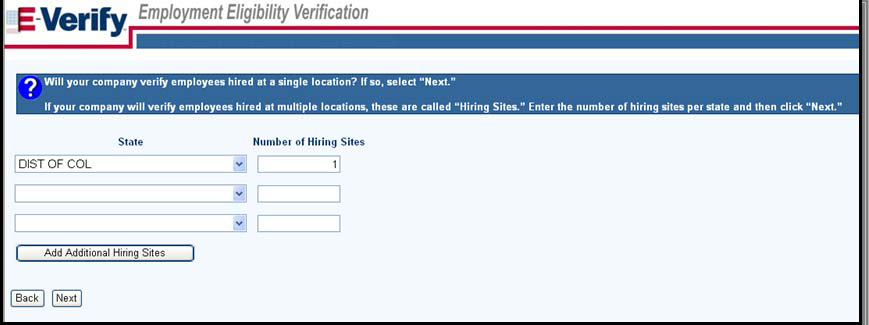 E-Verify Employment Eligibility Verification
? Will your company verify employees hired at a single location? If so, select “Next.”
If your company will verify employees hired at multiple locations, these are called “Hiring Sites.” Enter the number of hiring sites per state and then click “Next.”
State Number of Hiring Sites
DIST OF COL 1
Add Additional Hiring Sites
Back Next